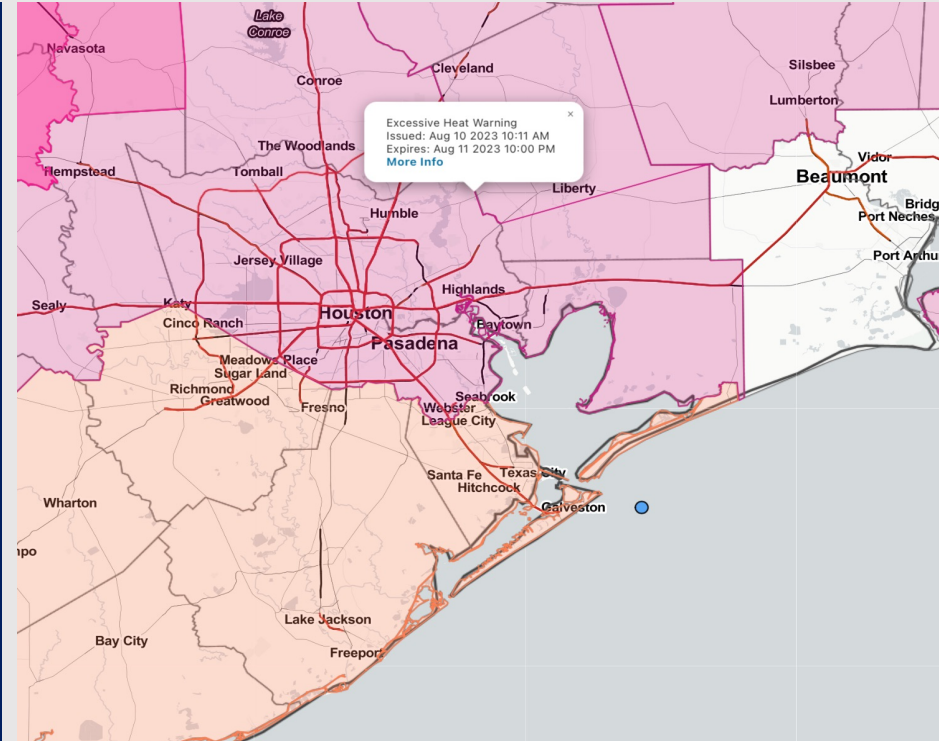 Lake
Conroe
Navasota
Conroe
Cleveland
Silsbee
Lumberton
×
Excessive Heat Warning
Issued: Aug 10 2023 10:11 AM
Expires: Aug 11 2023 10:00 PM
More Info
The Woodlands
Vidor
Hempstead
Tomball
Beaumont
Liberty
Bridg
Humble
Port Neches
Jersey Village
Port Arthu
Highlands
Sealy
Katy
Houston
Cinco Ranch
Baytown
Pasadena
Meadows Place
Sugar Land
Richmond
Greatwood
Seabrook
Fresno
Webster
League City
Santa Fe
Texas City
Hitchcock
Wharton
Galveston
npo
Lake Jackson
Bay City
Freeport